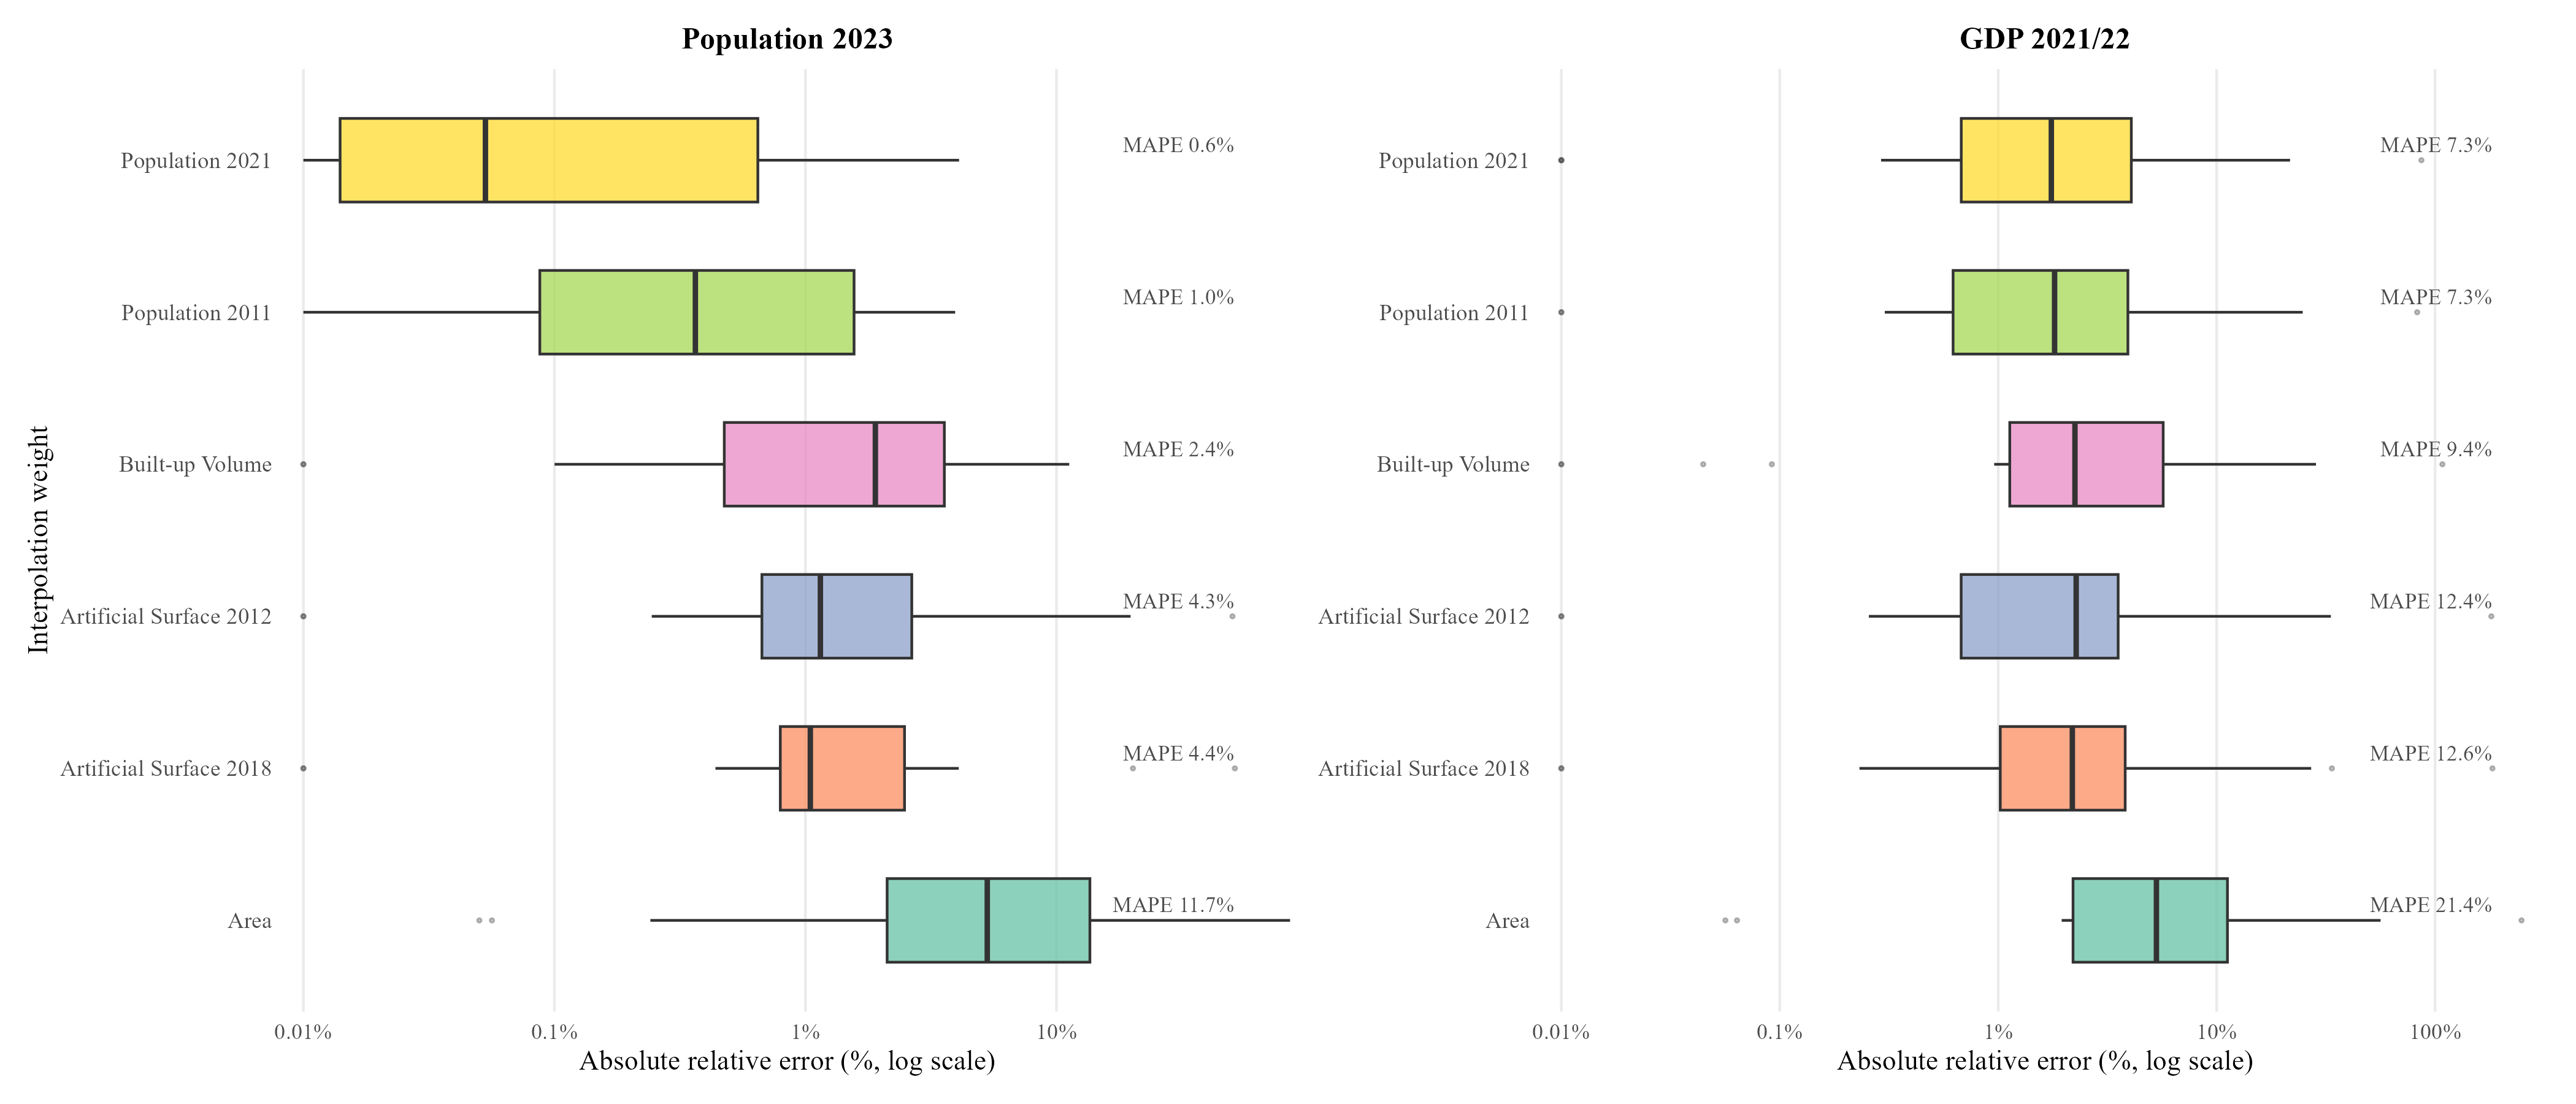 Population 2023
Interpolation weight
Population 2021
MAPE 0.6%
Population 2011
MAPE 1.0%
Built-up Volume
MAPE 2.4%
Artificial Surface 2012
MAPE 4.3%
Artificial Surface 2018
MAPE 4.4%
Area
MAPE 11.7%
0.01%
0.1%
1%
10%
Absolute relative error (%, log scale)
GDP 2021/22
Population 2021
MAPE 7.3%
Population 2011
MAPE 7.3%
Built-up Volume
MAPE 9.4%
Artificial Surface 2012
MAPE 12.4%
Artificial Surface 2018
MAPE 12.6%
Area
MAPE 21.4%
0.01%
0.1%
1%
10%
100%
Absolute relative error (%, log scale)